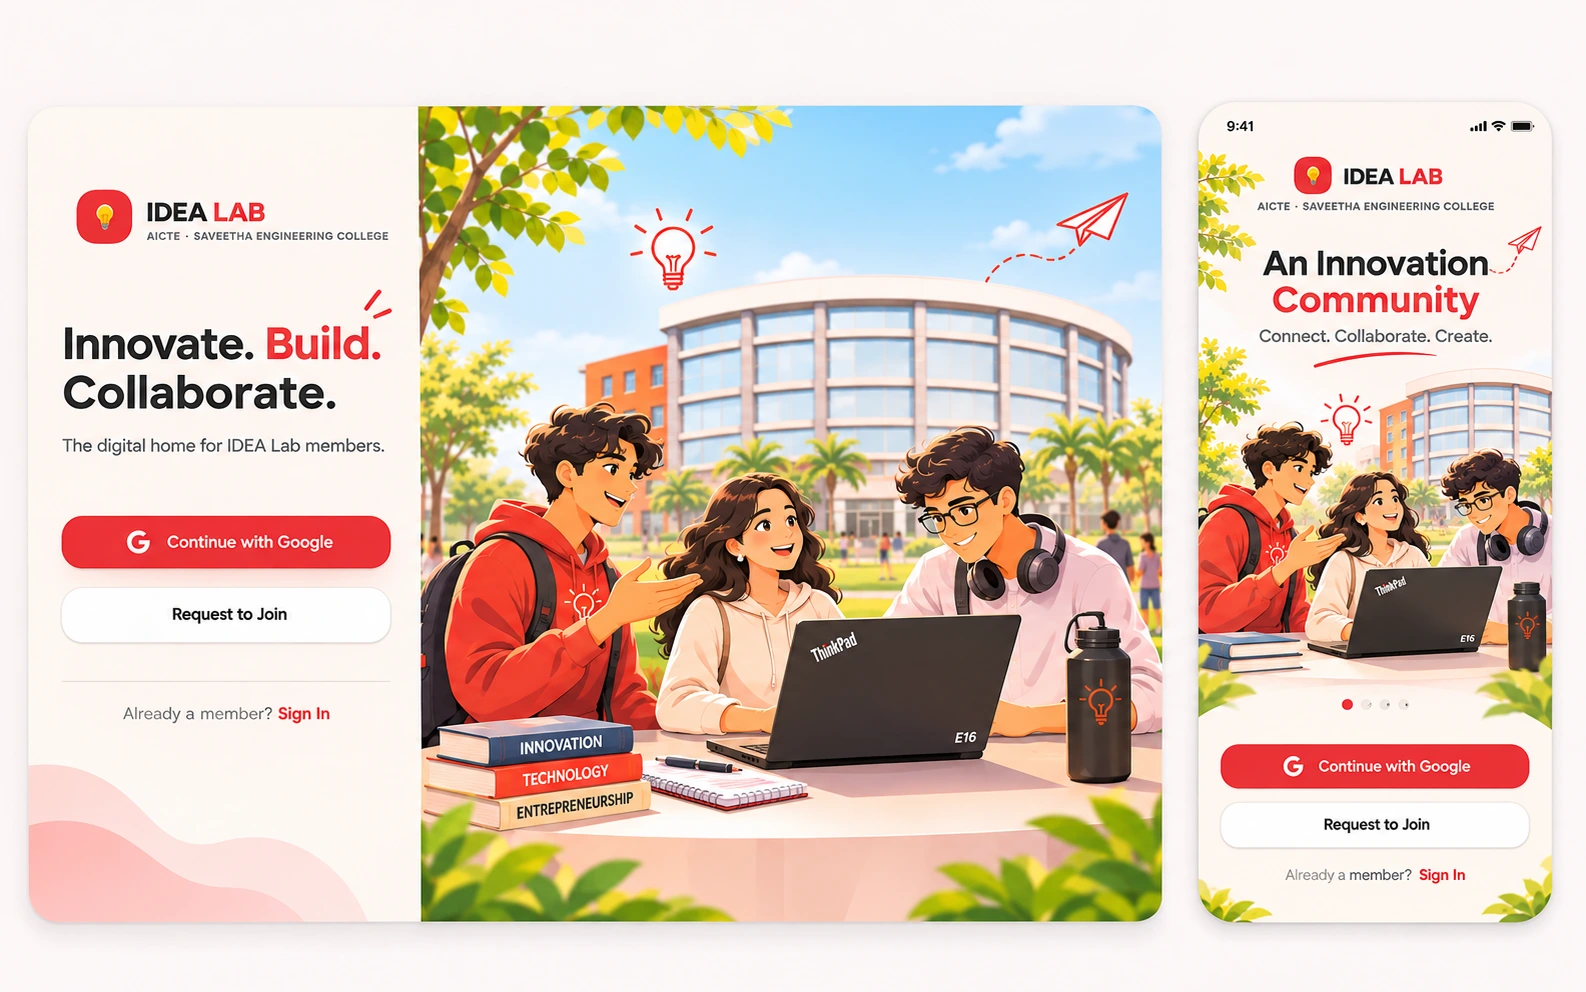 IDEA LAB
AICTE · SAVEETHA ENGINEERING COLLEGE
Innovate. Build.
Collaborate.
The digital home for IDEA Lab members.
Continue with Google
Request to Join
Already a member? Sign In
ThinkPad
E16
INNOVATION
TECHNOLOGY
ENTREPRENEURSHIP
9:41
IDEA LAB
AICTE · SAVEETHA ENGINEERING COLLEGE
An Innovation
Community
Connect. Collaborate. Create.
ThinkPad
E16
Continue with Google
Request to Join
Already a member? Sign In